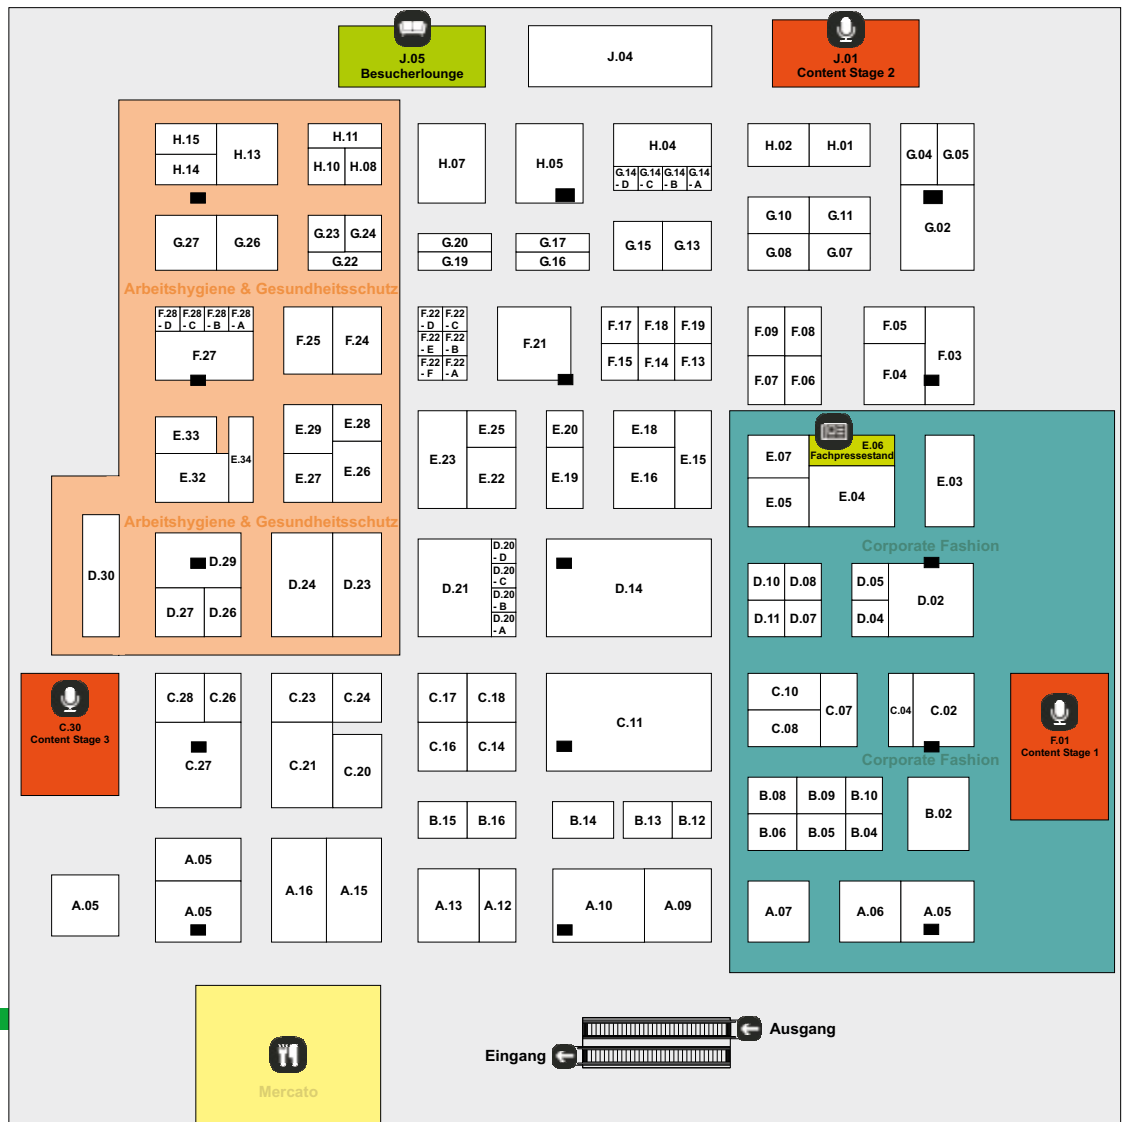 J.05
Besucherlounge
J.04
J.01
Content Stage 2
H.15
H.14
H.13
H.11
H.10
H.08
H.07
H.05
H.04
G.14
- D
G.14
- C
G.14
- B
G.14
- A
H.02
H.01
G.04
G.05
G.02
G.27
G.26
G.23
G.24
G.22
G.20
G.19
G.17
G.16
G.15
G.13
G.10
G.11
G.08
G.07
Arbeitshygiene & Gesundheitsschutz
F.28
- D
F.28
- C
F.28
- B
F.28
- A
F.27
F.25
F.24
F.22
- D
F.22
- C
F.22
- E
F.22
- B
F.22
- F
F.22
- A
F.21
F.17
F.18
F.19
F.15
F.14
F.13
F.09
F.08
F.07
F.06
F.05
F.04
F.03
E.33
E.32
E.34
E.29
E.28
E.27
E.26
E.23
E.25
E.22
E.20
E.19
E.18
E.16
E.15
E.07
E.05
E.06
Fachpressestand
E.04
E.03
Arbeitshygiene & Gesundheitsschutz
Corporate Fashion
D.30
D.29
D.27
D.26
D.24
D.23
D.21
D.20
- D
D.20
- C
D.20
- B
D.20
- A
D.14
D.10
D.08
D.11
D.07
D.05
D.04
D.02
C.30
Content Stage 3
C.28
C.26
C.27
C.23
C.24
C.21
C.20
C.17
C.18
C.16
C.14
C.11
C.10
C.08
C.07
C.04
C.02
F.01
Content Stage 1
Corporate Fashion
B.15
B.16
B.14
B.13
B.12
B.08
B.09
B.10
B.06
B.05
B.04
B.02
A.05
A.05
A.05
A.16
A.15
A.13
A.12
A.10
A.09
A.07
A.06
A.05
Ausgang
Eingang
Mercato